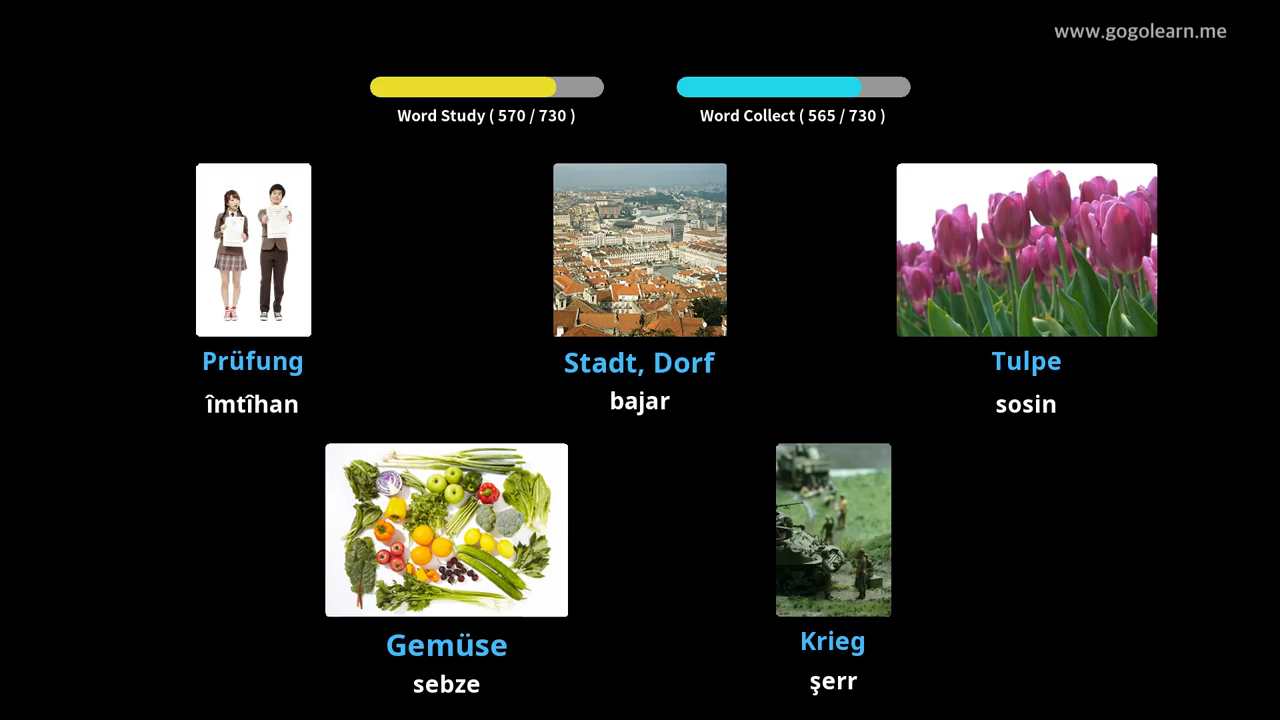 www.gogolearn.me
Word Study ( 570 / 730 )
Word Collect ( 565 / 730 )
Prüfung
îmtîhan
Stadt, Dorf
bajar
Tulpe
sosin
Gemüse
sebze
Krieg
şerr